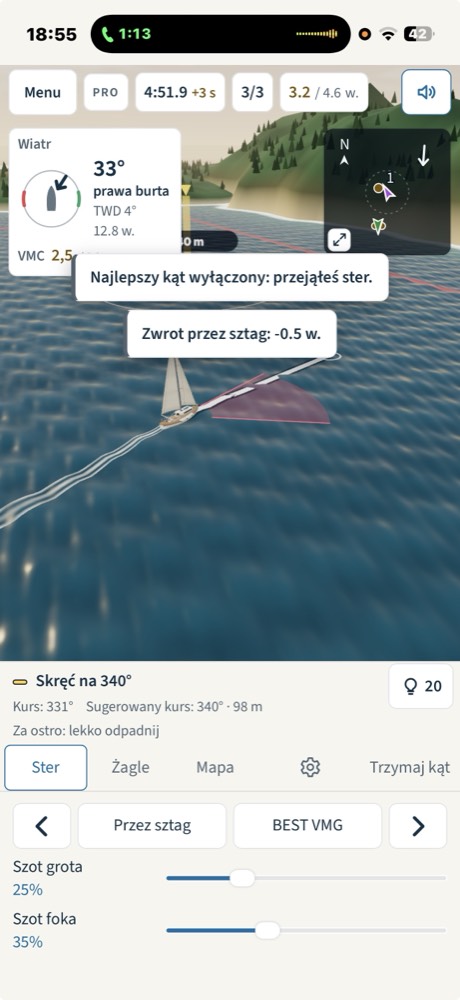 18:55
1:13
42
Menu
PRO
4:51.9 +3 s
3/3
3.2 / 4.6 w.
Wiatr
33°
prawa burta
TWD 4°
12.8 w.
VMC 2,5
N
1
0 m
Najlepszy kąt wyłączony: przejąłeś ster.
Zwrot przez sztag: -0.5 w.
Skręć na 340°
Kurs: 331° Sugerowany kurs: 340° · 98 m
Za ostro: lekko odpadnij
20
Ster
Żagle
Mapa
Trzymaj kąt
Przez sztag
BEST VMG
Szot grota
25%
Szot foka
35%